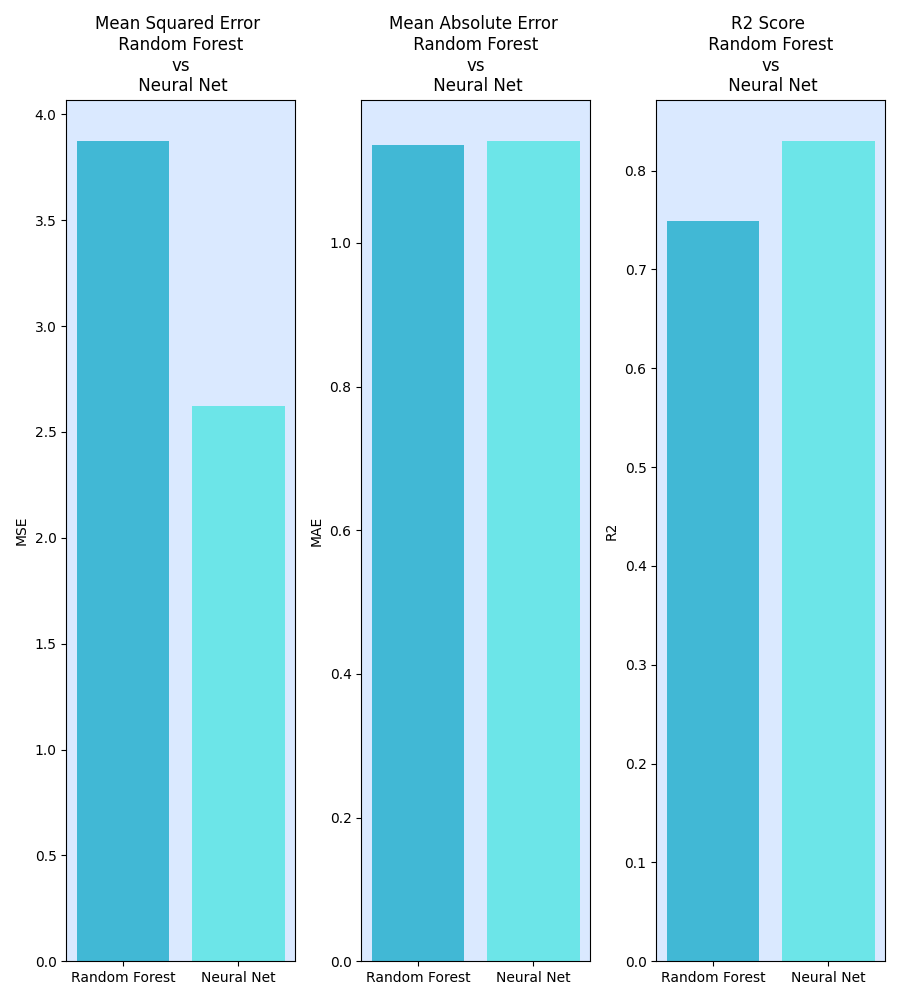 Mean Squared Error
Random Forest
vs
Neural Net
4.0
3.5
3.0
2.5
2.0
1.5
1.0
0.5
0.0
MSE
Random Forest
Neural Net
Mean Absolute Error
Random Forest
vs
Neural Net
1.0
0.8
0.6
0.4
0.2
0.0
MAE
Random Forest
Neural Net
R2 Score
Random Forest
vs
Neural Net
0.8
0.7
0.6
0.5
0.4
0.3
0.2
0.1
0.0
R2
Random Forest
Neural Net